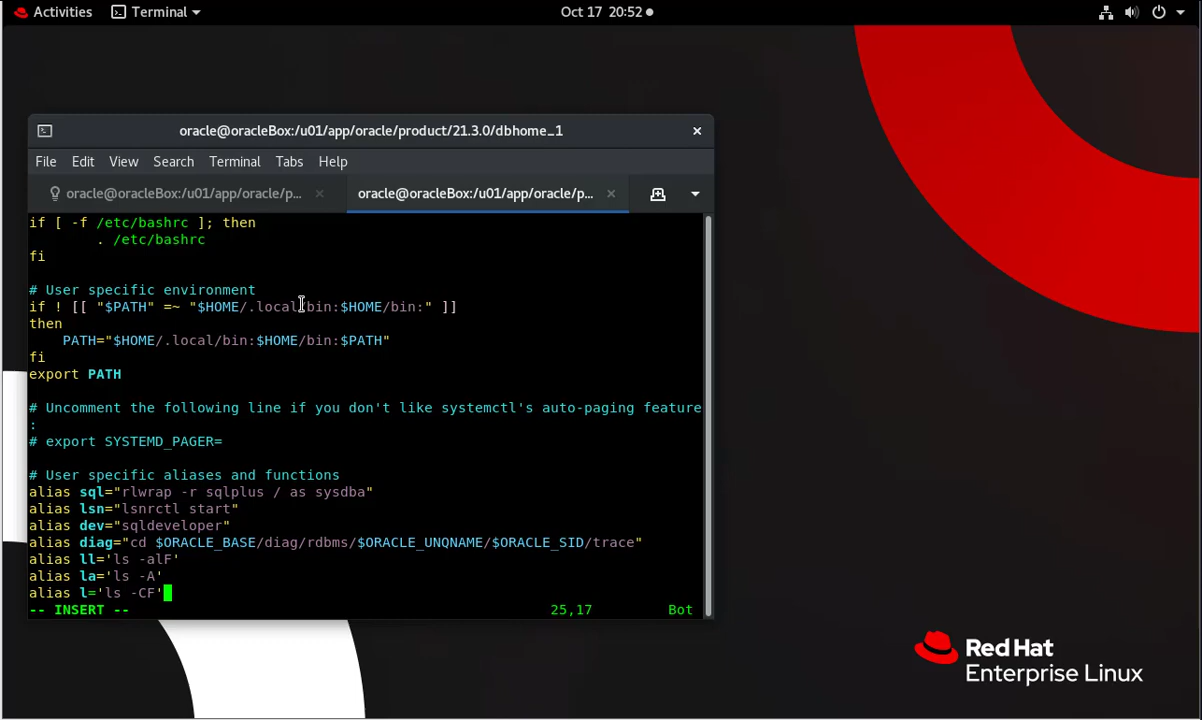 Activities Terminal Oct 17 20:52
oracle@oracleBox:/u01/app/oracle/product/21.3.0/dbhome_1
File Edit View Search Terminal Tabs Help
oracle@oracleBox:/u01/app/oracle/p... oracle@oracleBox:/u01/app/oracle/p...
if [ -f /etc/bashrc ]; then
        . /etc/bashrc
fi
# User specific environment
if ! [[ "$PATH" =~ "$HOME/.local/bin:$HOME/bin:" ]]
then
    PATH="$HOME/.local/bin:$HOME/bin:$PATH"
fi
export PATH
# Uncomment the following line if you don't like systemctl's auto-paging feature
:
# export SYSTEMD_PAGER=
# User specific aliases and functions
alias sql="rlwrap -r sqlplus / as sysdba"
alias lsn="lsnrctl start"
alias dev="sqldeveloper"
alias diag="cd $ORACLE_BASE/diag/rdbms/$ORACLE_UNQNAME/$ORACLE_SID/trace"
alias ll='ls -alF'
alias la='ls -A'
alias l='ls -CF'
-- INSERT -- 25,17 Bot
Red Hat
Enterprise Linux